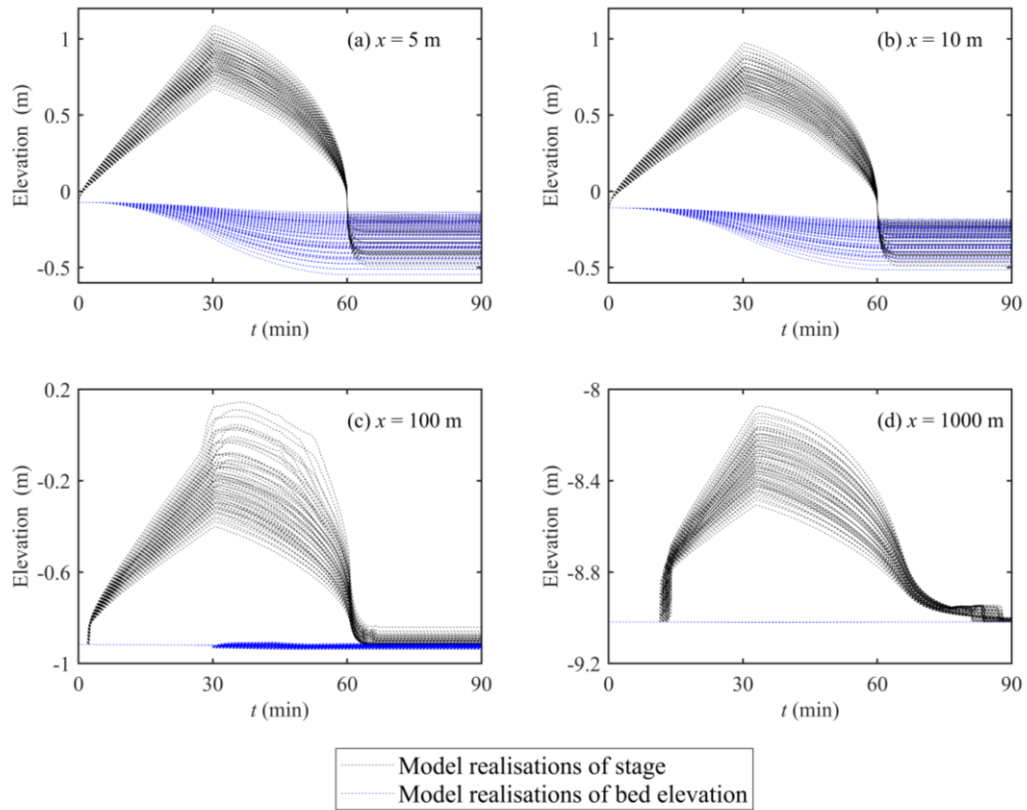 (a) x = 5 m
(b) x = 10 m
1
0.5
0
-0.5
Elevation (m)
0 30 60 90
t (min)
1
0.5
0
-0.5
Elevation (m)
0 30 60 90
t (min)
(c) x = 100 m
(d) x = 1000 m
0.2
-0.2
-0.6
-1
Elevation (m)
0 30 60 90
t (min)
-8
-8.4
-8.8
-9.2
Elevation (m)
0 30 60 90
t (min)
Model realisations of stage
Model realisations of bed elevation